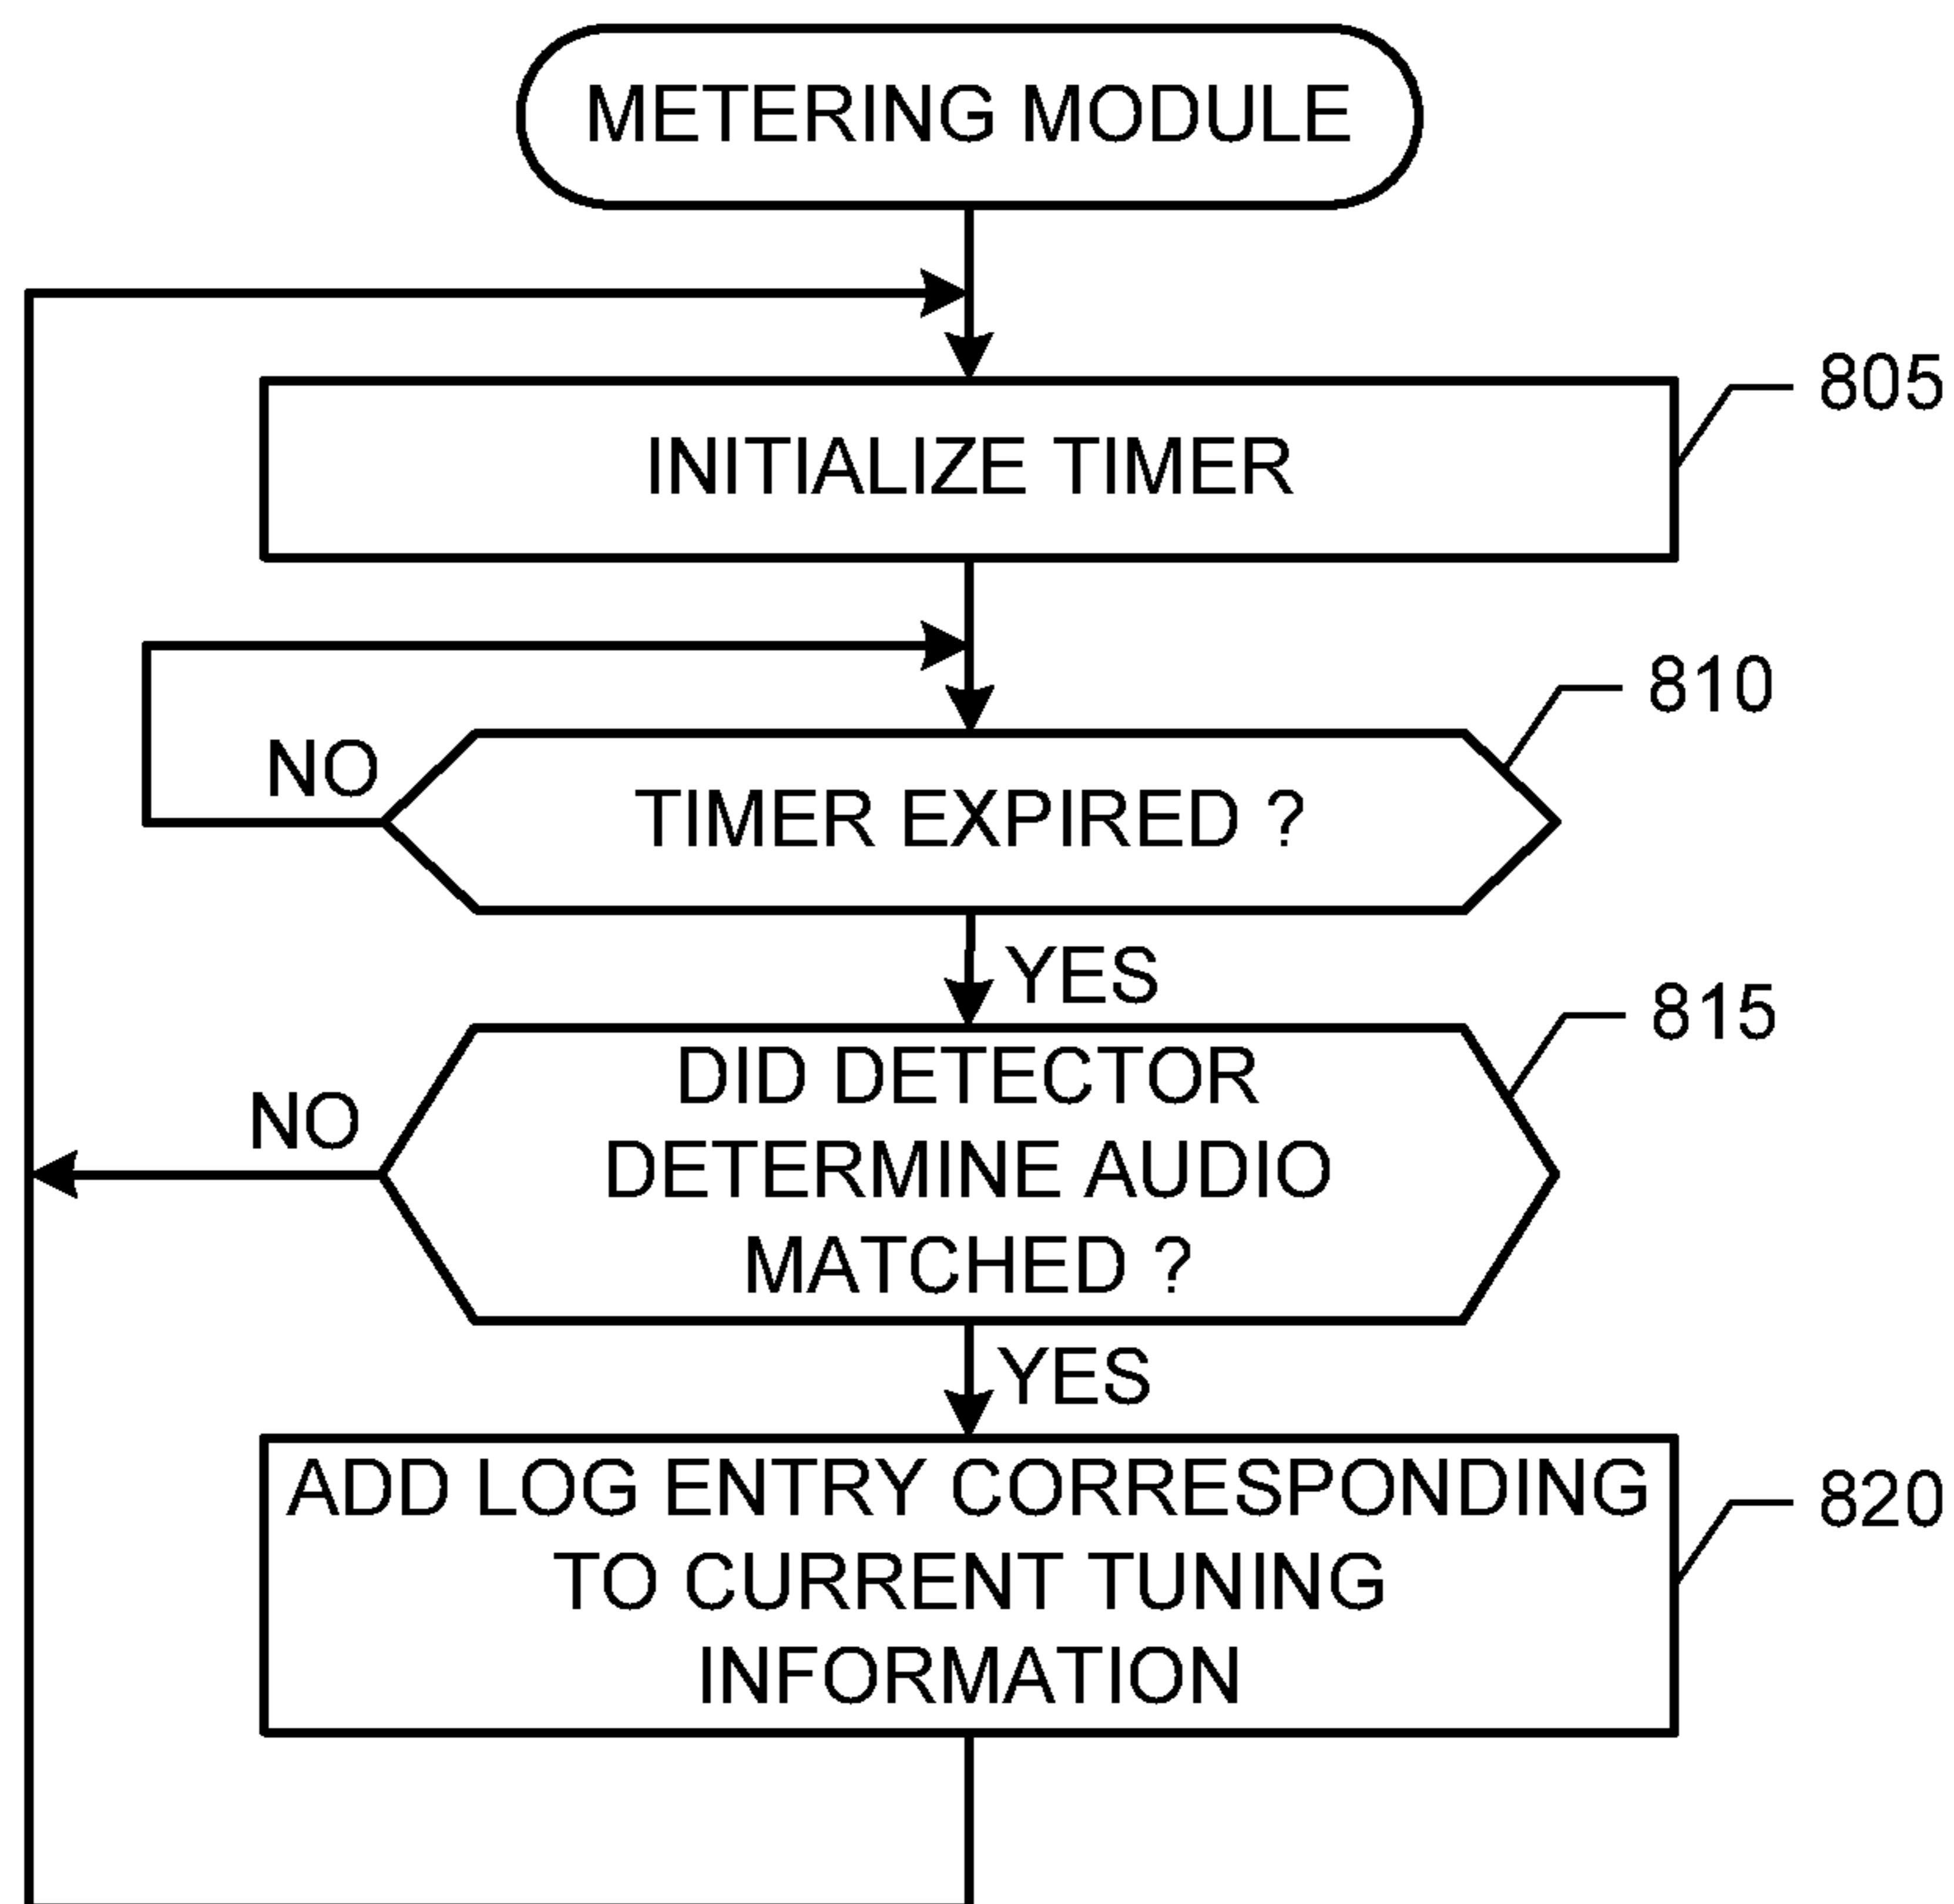 METERING MODULE
805
INITIALIZE TIMER
810
NO
TIMER EXPIRED ?
YES
815
DID DETECTOR
NO
DETERMINE AUDIO
MATCHED ?
YES
ADD LOG ENTRY CORRESPONDING
820
TO CURRENT TUNING
INFORMATION